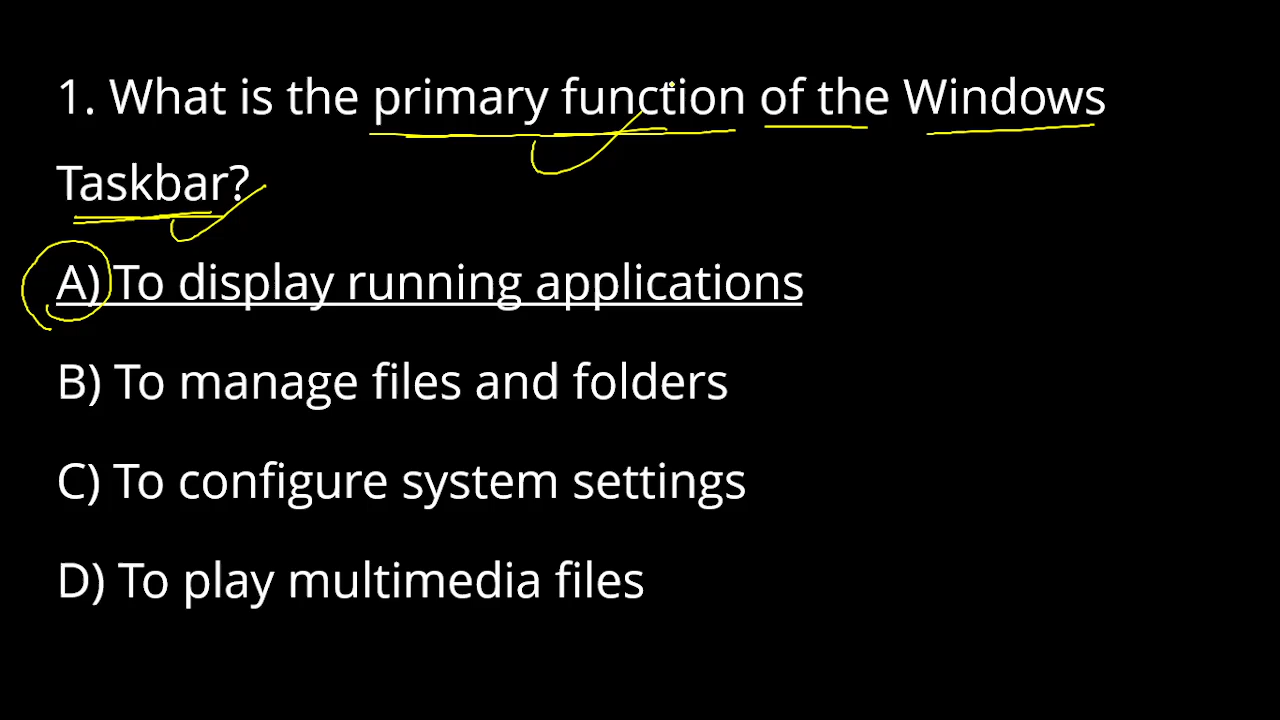 1. What is the primary function of the Windows
Taskbar?
A) To display running applications
B) To manage files and folders
C) To configure system settings
D) To play multimedia files